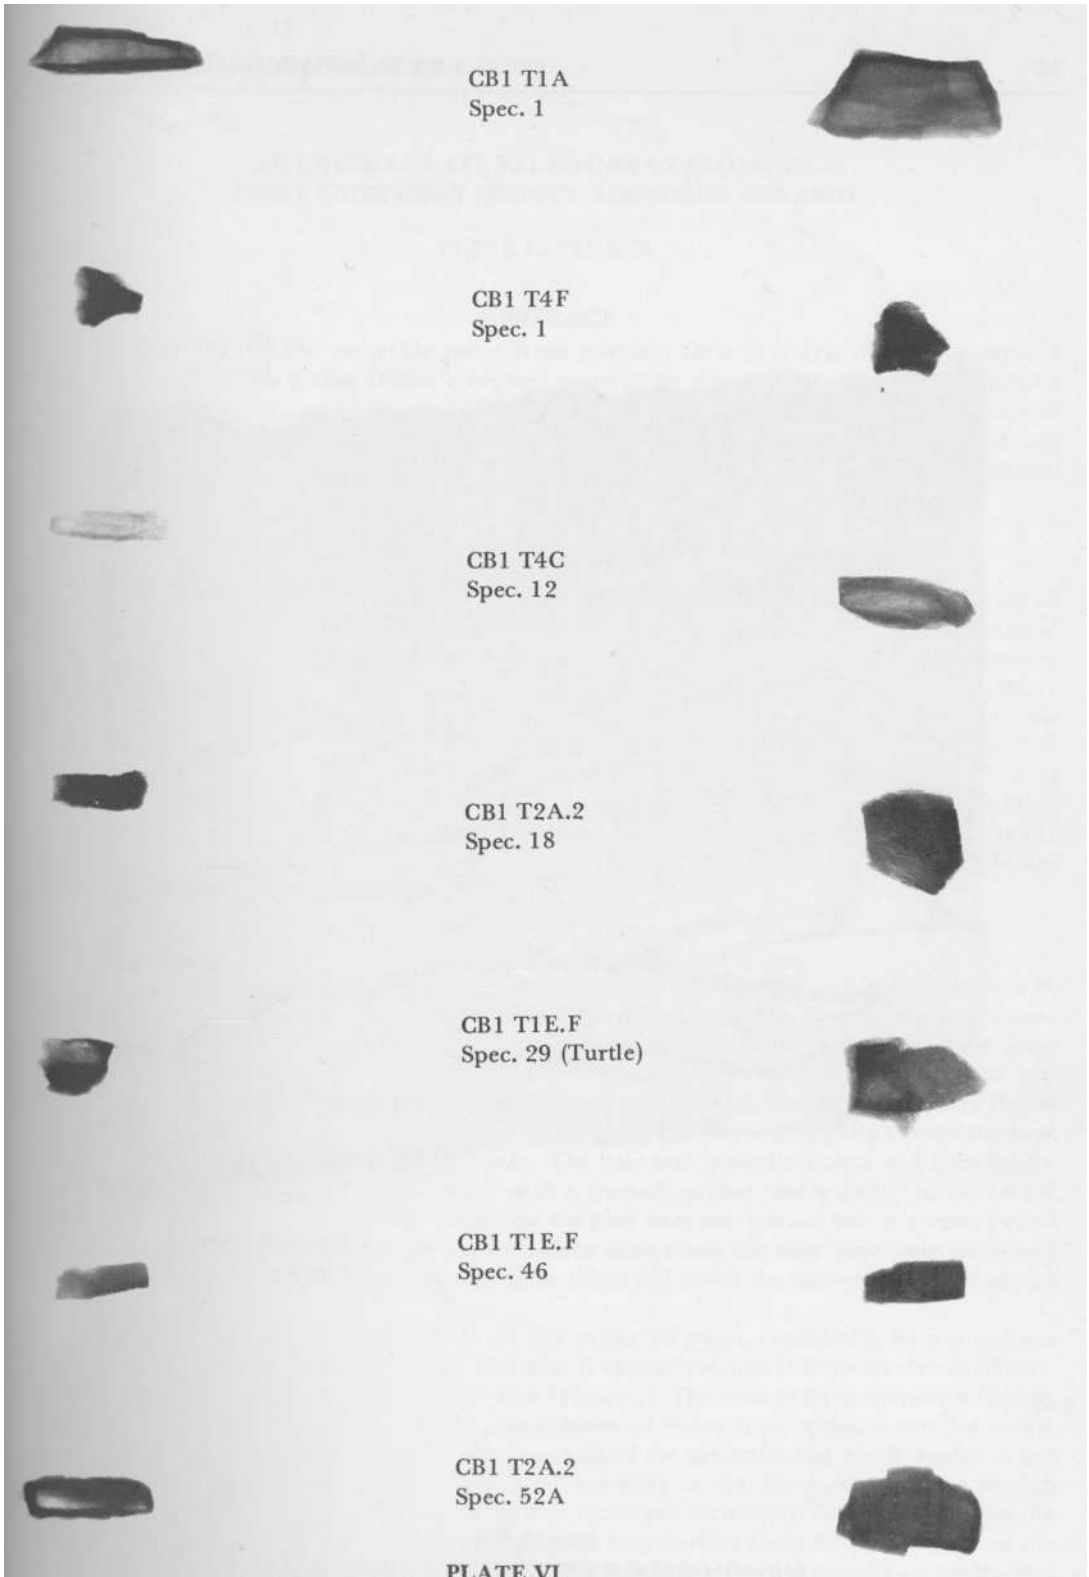 CB1 T1A
Spec. 1
CB1 T4F
Spec. 1
CB1 T4C
Spec. 12
CB1 T2A.2
Spec. 18
CB1 T1E.F
Spec. 29 (Turtle)
CB1 T1E.F
Spec. 46
CB1 T2A.2
Spec. 52A
PLATE VI